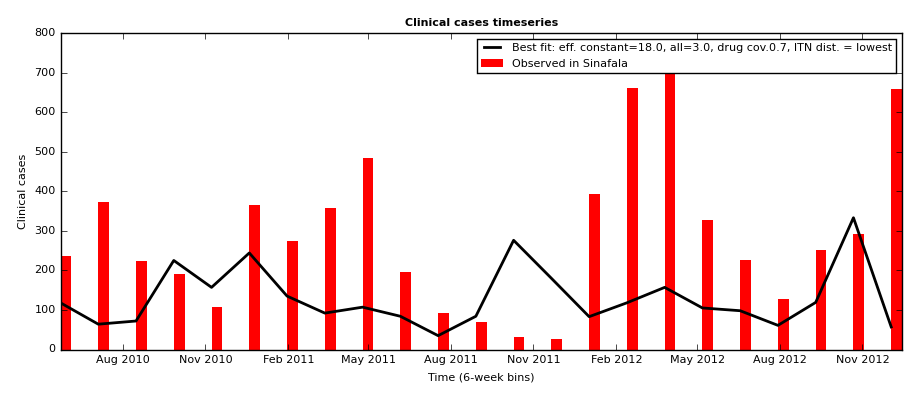 Clinical cases timeseries
Best fit: eff. constant=18.0, all=3.0, drug cov.0.7, ITN dist. = lowest
Observed in Sinafala
800
700
600
500
400
300
200
100
0
Clinical cases
Aug 2010 Nov 2010 Feb 2011 May 2011 Aug 2011 Nov 2011 Feb 2012 May 2012 Aug 2012 Nov 2012
Time (6-week bins)